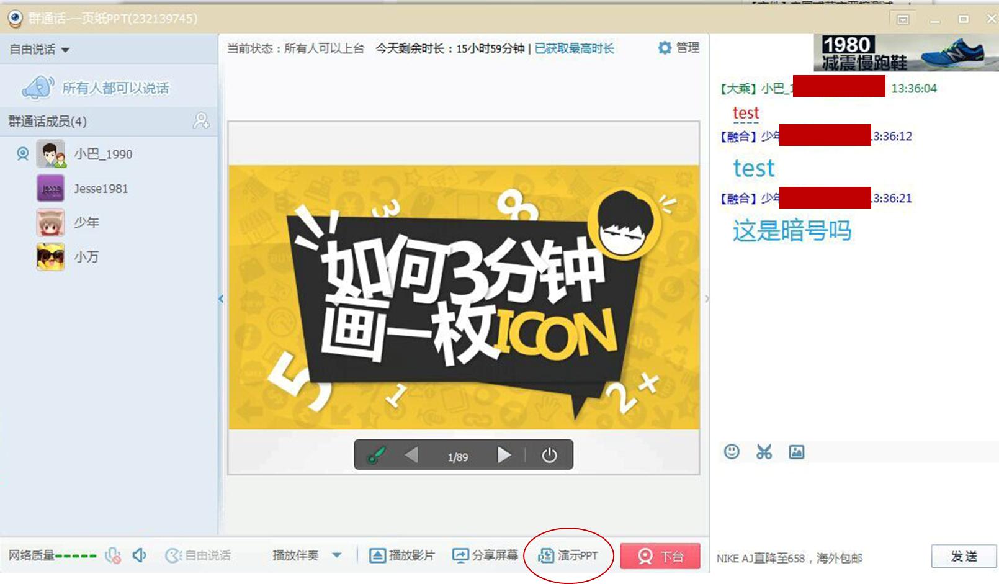 群通话-一页纸PPT(232139745)
自由说话
当前状态：所有人可以上台 今天剩余时长：15小时59分钟 | 已获取最高时长
管理
所有人都可以说话
群通话成员(4)
小巴_1990
Jesse1981
少年
小万
如何3分钟
画一枚ICON
3
8
5
1
2+
1/89
1980
减震慢跑鞋
【大乘】小巴_1 13:36:04
test
【融合】少年 3:36:12
test
【融合】少年 3:36:21
这是暗号吗
网络质量
自由说话
播放伴奏
播放影片
分享屏幕
演示PPT
下台
NIKE AJ直降至658，海外包邮
发送